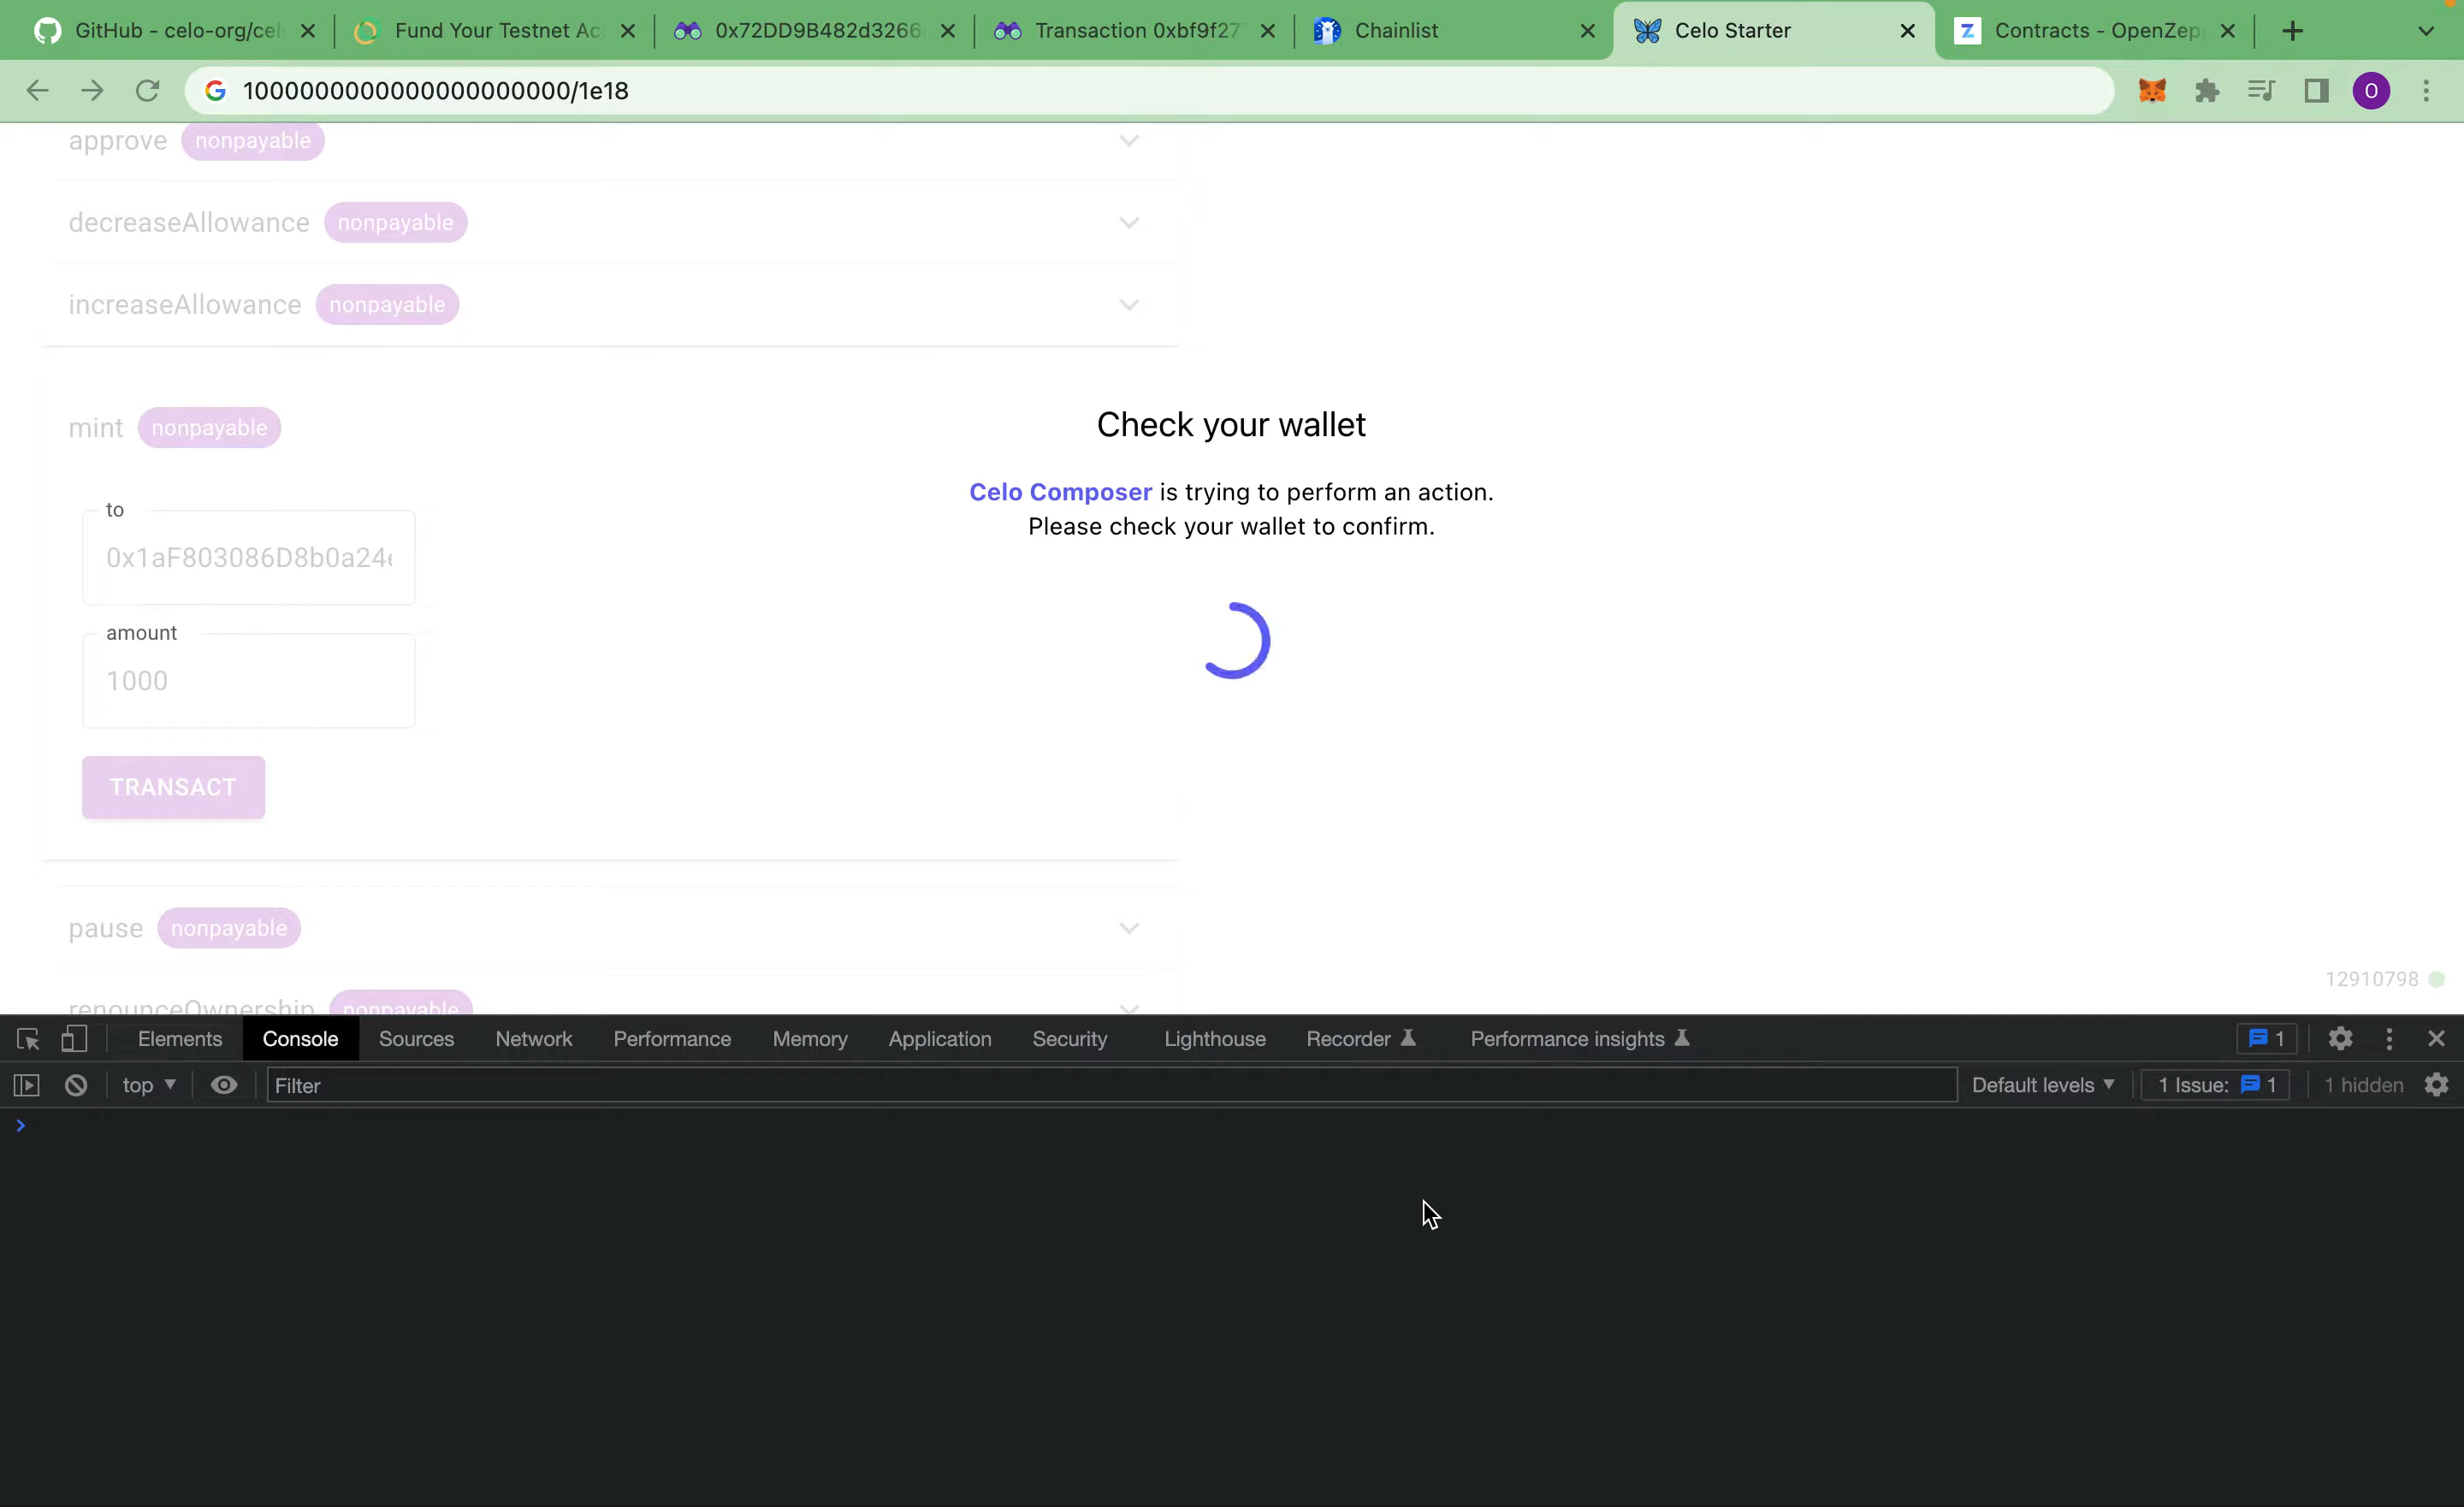 GitHub - celo-org/cel
Fund Your Testnet Ac
0x72DD9B482d3266
Transaction 0xbf9f27
Chainlist
Celo Starter
Contracts - OpenZepp
1000000000000000000000/1e18
O
approve nonpayable
decreaseAllowance nonpayable
increaseAllowance nonpayable
Check your wallet
Celo Composer is trying to perform an action.
Please check your wallet to confirm.
mint nonpayable
to
0x1aF803086D8b0a24e
amount
1000
TRANSACT
pause nonpayable
12910798
renounceOwnership nonpayable
Elements Console Sources Network Performance Memory Application Security Lighthouse Recorder Performance insights 1
top Filter Default levels 1 Issue: 1 1 hidden